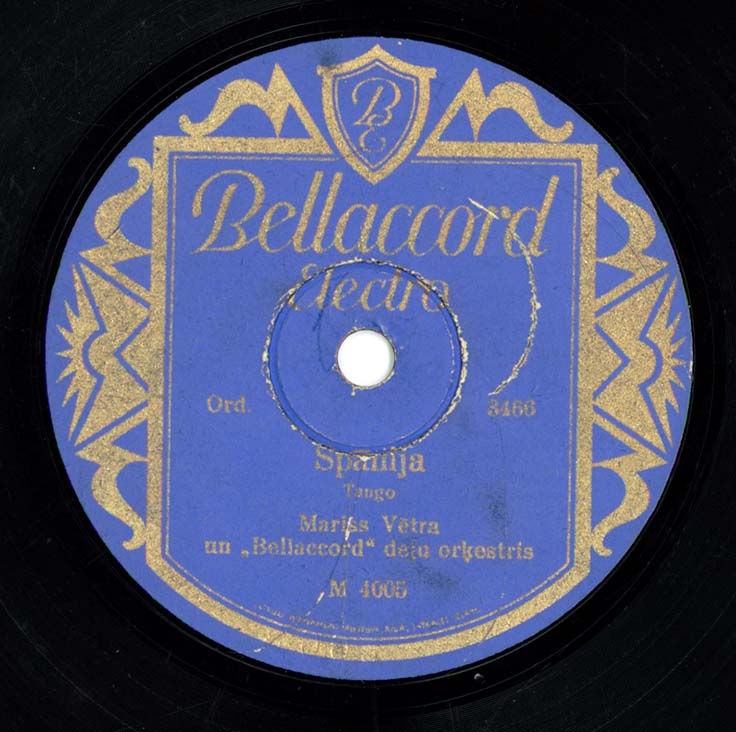 BE
Bellaccord
Electro
Ord. 3466
Spānija
Tango
Mariss Vētra
un „Bellaccord“ deju orķestris
M 4005